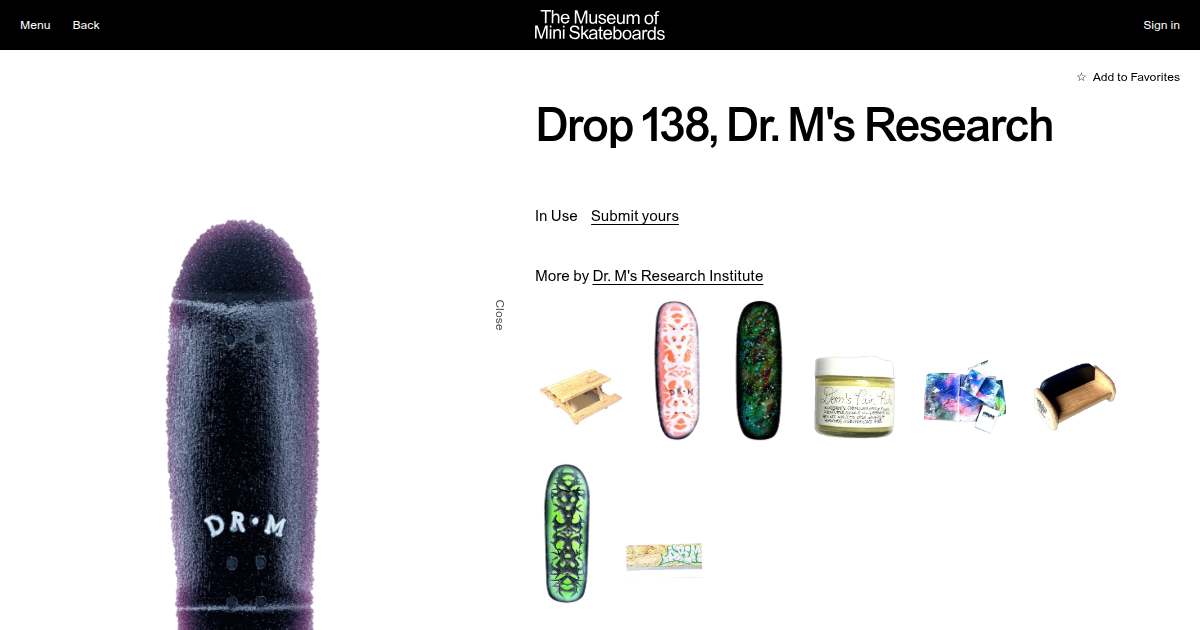 Menu
Back
The Museum of
Mini Skateboards
Sign in
☆ Add to Favorites
Drop 138, Dr. M's Research
In Use Submit yours
More by Dr. M's Research Institute
Close
DR·M